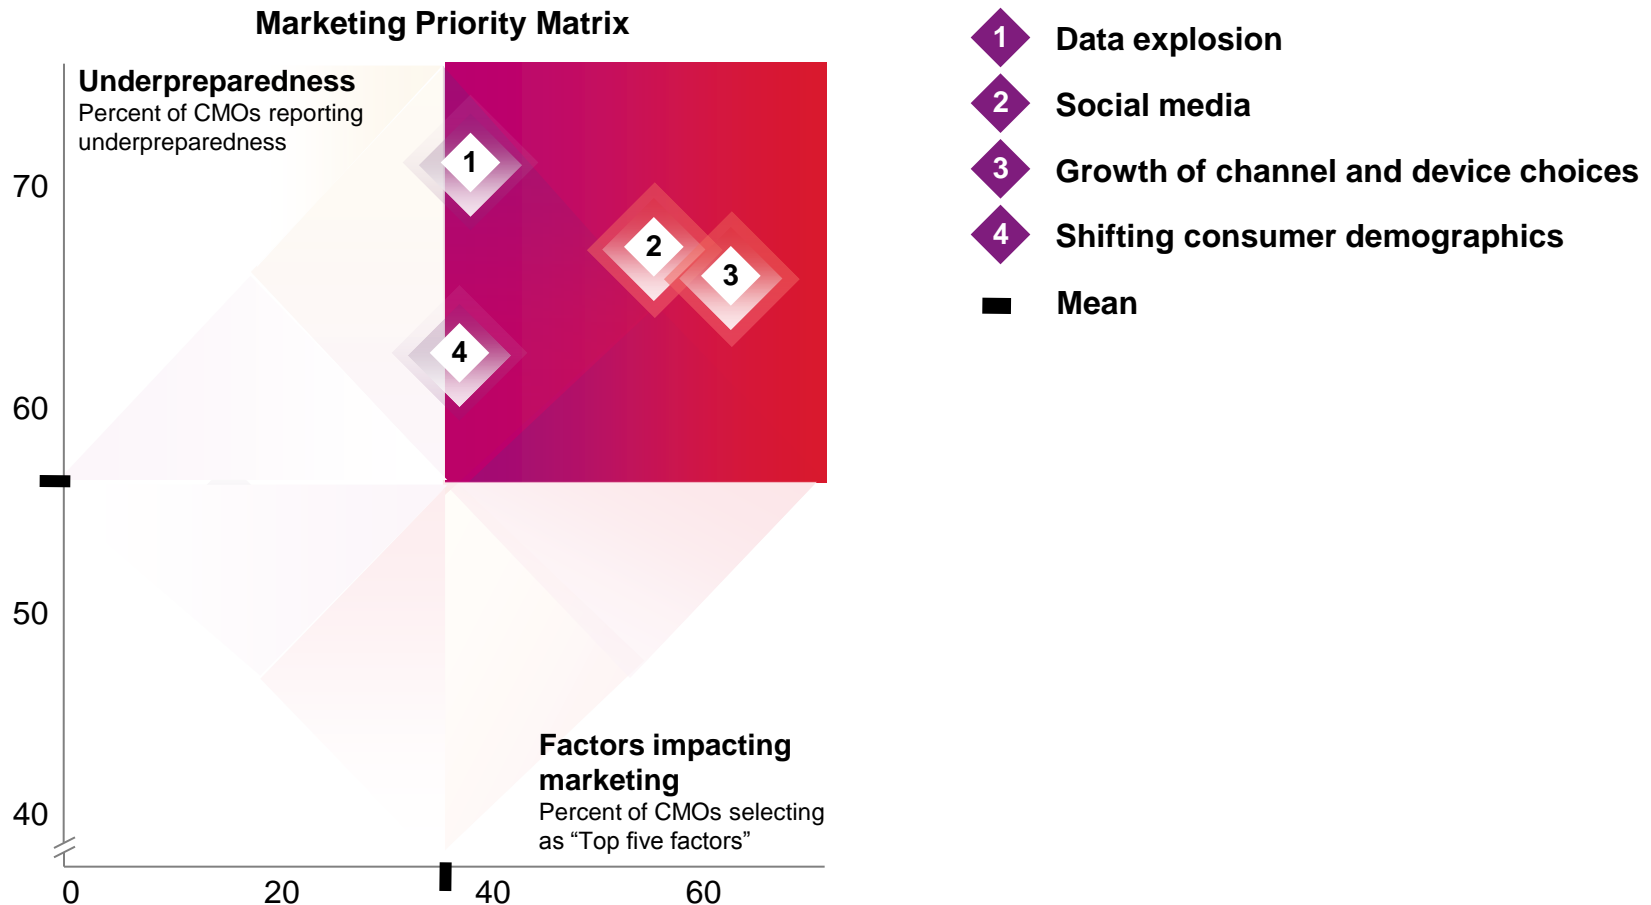 Marketing Priority Matrix
Underpreparedness
Percent of CMOs reporting
underpreparedness
70
60
50
40
1
2
3
4
Factors impacting
marketing
Percent of CMOs selecting
as “Top five factors”
0
20
40
60
1 Data explosion
2 Social media
3 Growth of channel and device choices
4 Shifting consumer demographics
Mean